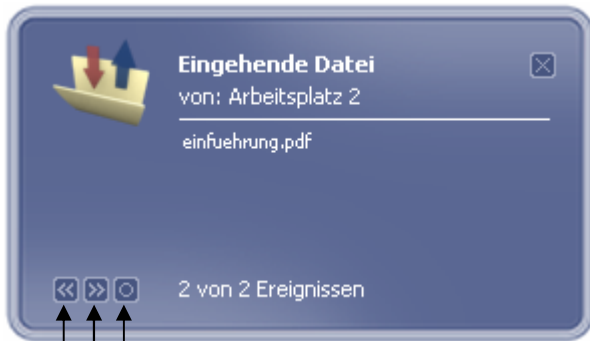 Eingehende Datei
von: Arbeitsplatz 2
einfuehrung.pdf
2 von 2 Ereignissen